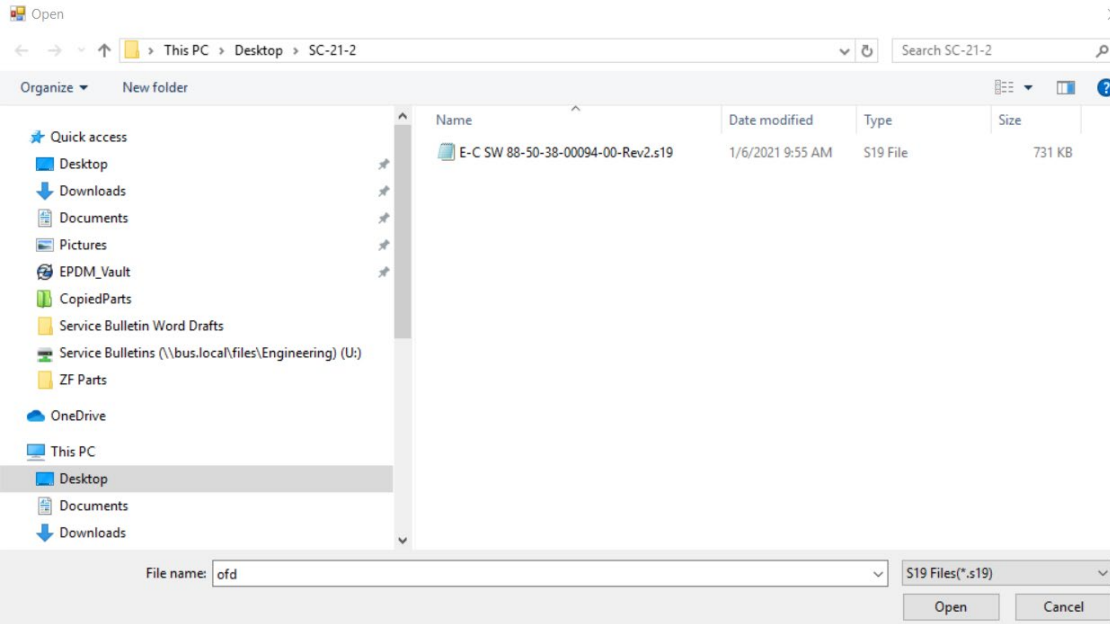 Open
This PC > Desktop > SC-21-2
Search SC-21-2
Organize
New folder
?
Quick access
Desktop
Downloads
Documents
Pictures
EPDM_Vault
CopiedParts
Service Bulletin Word Drafts
Service Bulletins (\\bus.local\files\Engineering) (U:)
ZF Parts
OneDrive
This PC
Desktop
Documents
Downloads
Name Date modified Type Size
E-C SW 88-50-38-00094-00-Rev2.s19 1/6/2021 9:55 AM S19 File 731 KB
File name: ofd
S19 Files(*.s19)
Open
Cancel